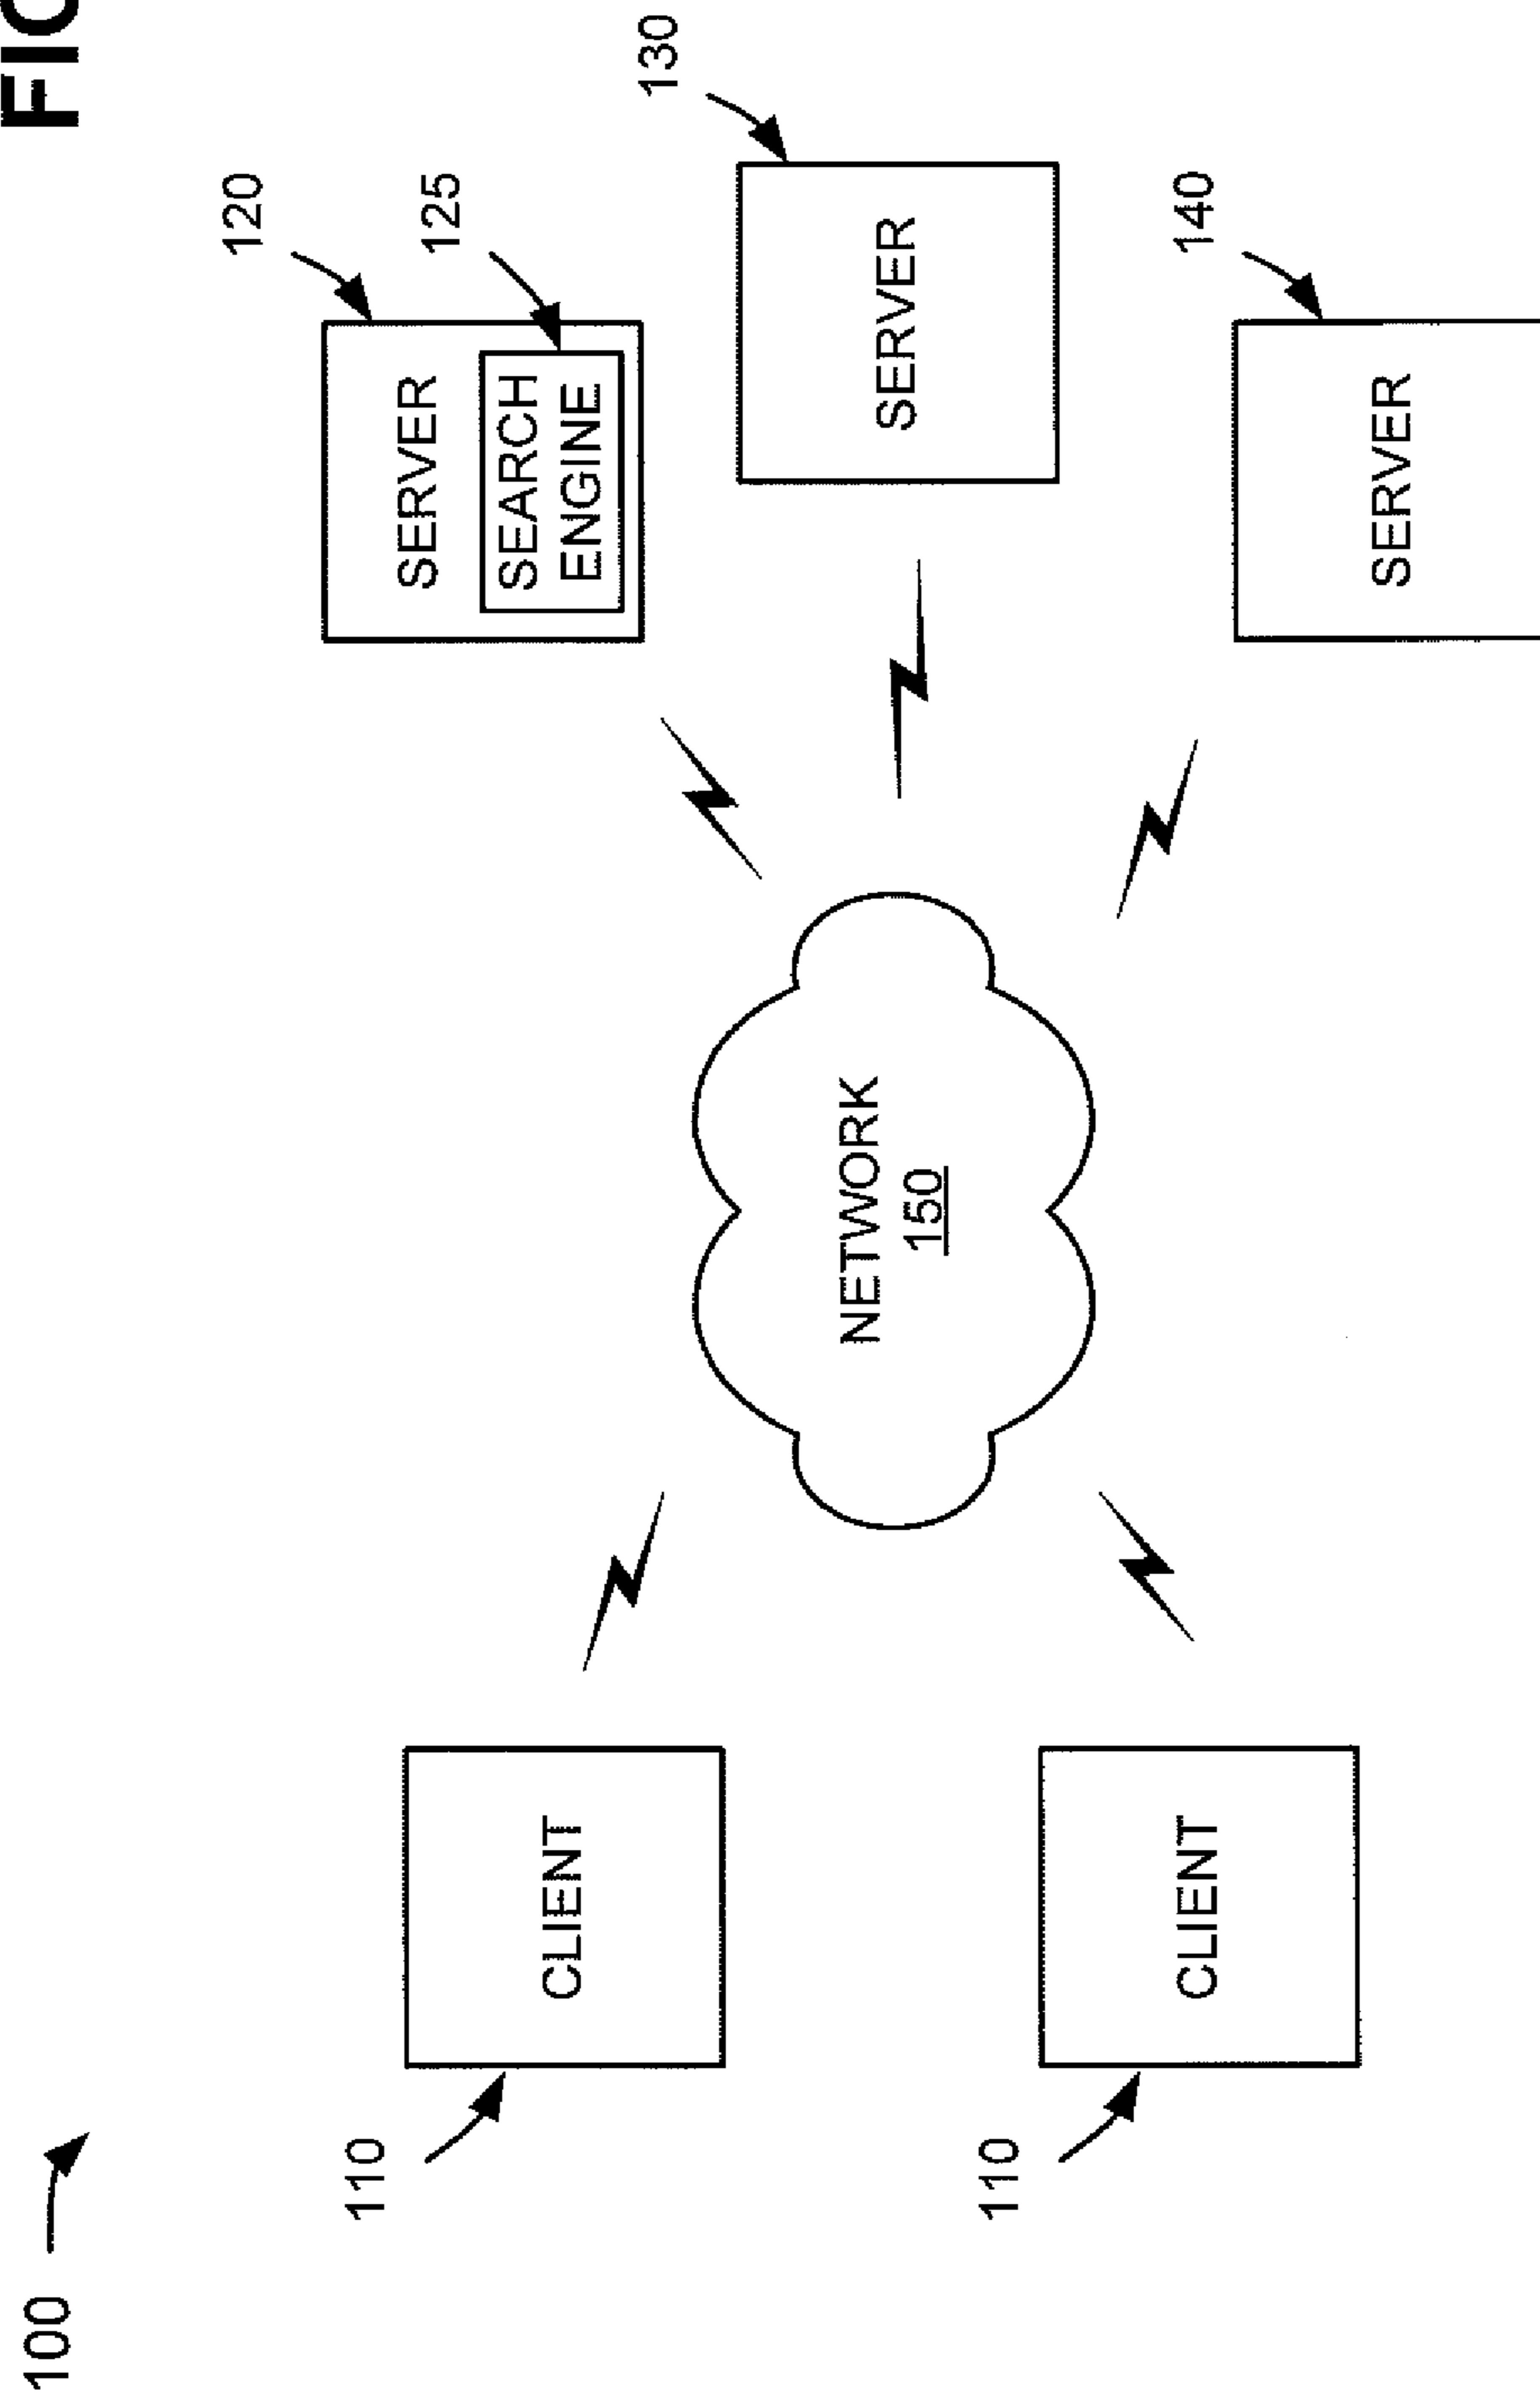 FIG
100
110
CLIENT
110
CLIENT
NETWORK
150
120
SERVER
125
SEARCH
ENGINE
130
SERVER
140
SERVER